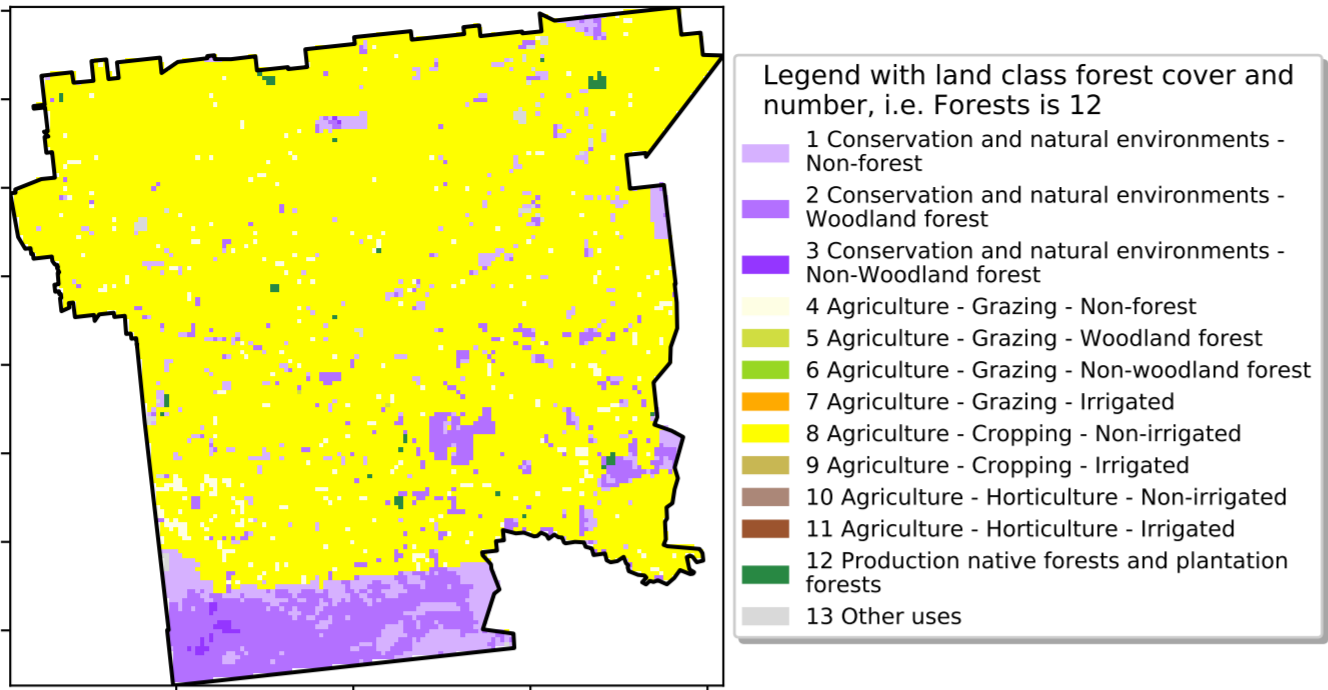 Legend with land class forest cover and
number, i.e. Forests is 12
1 Conservation and natural environments -
Non-forest
2 Conservation and natural environments -
Woodland forest
3 Conservation and natural environments -
Non-Woodland forest
4 Agriculture - Grazing - Non-forest
5 Agriculture - Grazing - Woodland forest
6 Agriculture - Grazing - Non-woodland forest
7 Agriculture - Grazing - Irrigated
8 Agriculture - Cropping - Non-irrigated
9 Agriculture - Cropping - Irrigated
10 Agriculture - Horticulture - Non-irrigated
11 Agriculture - Horticulture - Irrigated
12 Production native forests and plantation
forests
13 Other uses